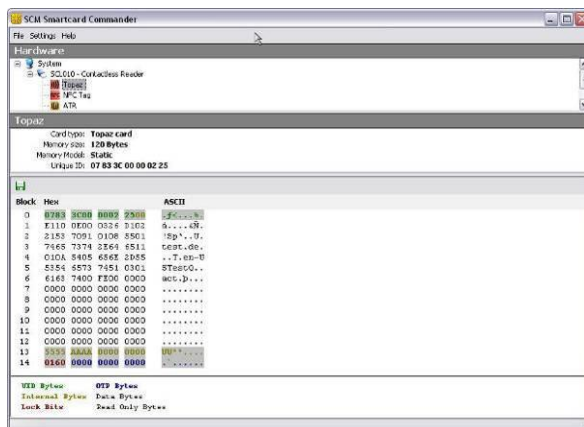 SCM Smartcard Commander
File Settings Help
Hardware
System
SCL010 - Contactless Reader
Topaz
NFC Tag
ATR
Topaz
Card type: Topaz card
Memory size: 120 Bytes
Memory Model: Static
Unique ID: 07 83 3C 00 00 02 25
Block Hex ASCII
0 0783 3C00 0002 2500 .ƒ<...%.
1 E110 0E00 0326 D102 á....&Ñ.
2 2153 7091 0108 5501 !Sp‘..U.
3 7465 7374 2E64 6511 test.de.
4 010A 5405 656E 2D55 ..T.en-U
5 5354 6573 7451 0301 STestQ..
6 6163 7400 FE00 0000 act.þ...
7 0000 0000 0000 0000 ........
8 0000 0000 0000 0000 ........
9 0000 0000 0000 0000 ........
10 0000 0000 0000 0000 ........
11 0000 0000 0000 0000 ........
12 0000 0000 0000 0000 ........
13 5555 AAAA 0000 0000 UUªª....
14 0160 0000 0000 0000 .`......
UID Bytes OTP Bytes
Internal Bytes Data Bytes
Lock Bits Read Only Bytes